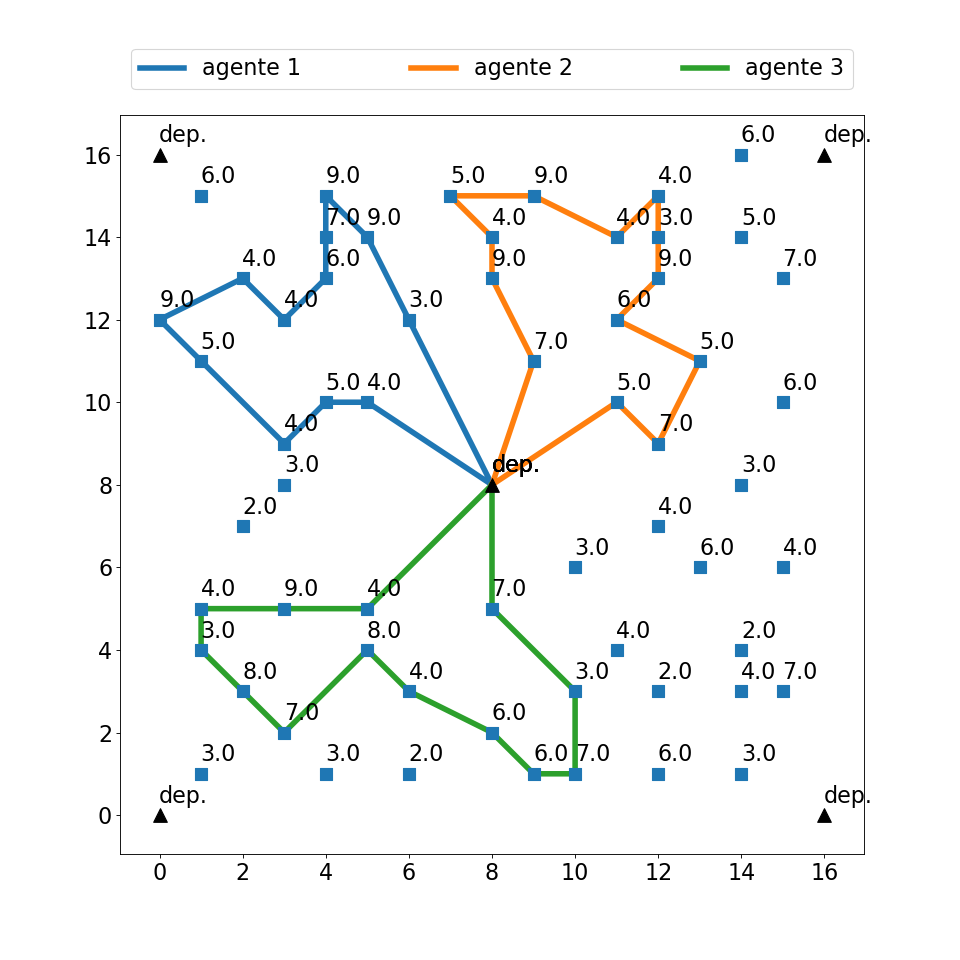 agente 1 agente 2 agente 3
dep. 6.0 dep.
16
6.0 9.0 5.0 9.0 4.0
7.0 9.0 4.0 4.0 3.0 5.0
14
4.0 6.0 9.0 9.0 7.0
9.0 4.0 3.0 6.0
12
5.0 7.0 5.0
5.0 4.0 5.0 6.0
10
4.0 7.0
3.0 dep. dep. 3.0
8
2.0 4.0
3.0 6.0 4.0
6
4.0 9.0 4.0 7.0
3.0 8.0 4.0 2.0
4
8.0 4.0 3.0 2.0 4.0 7.0
7.0 6.0
2
3.0 3.0 2.0 6.0 7.0 6.0 3.0
dep. dep.
0
0 2 4 6 8 10 12 14 16